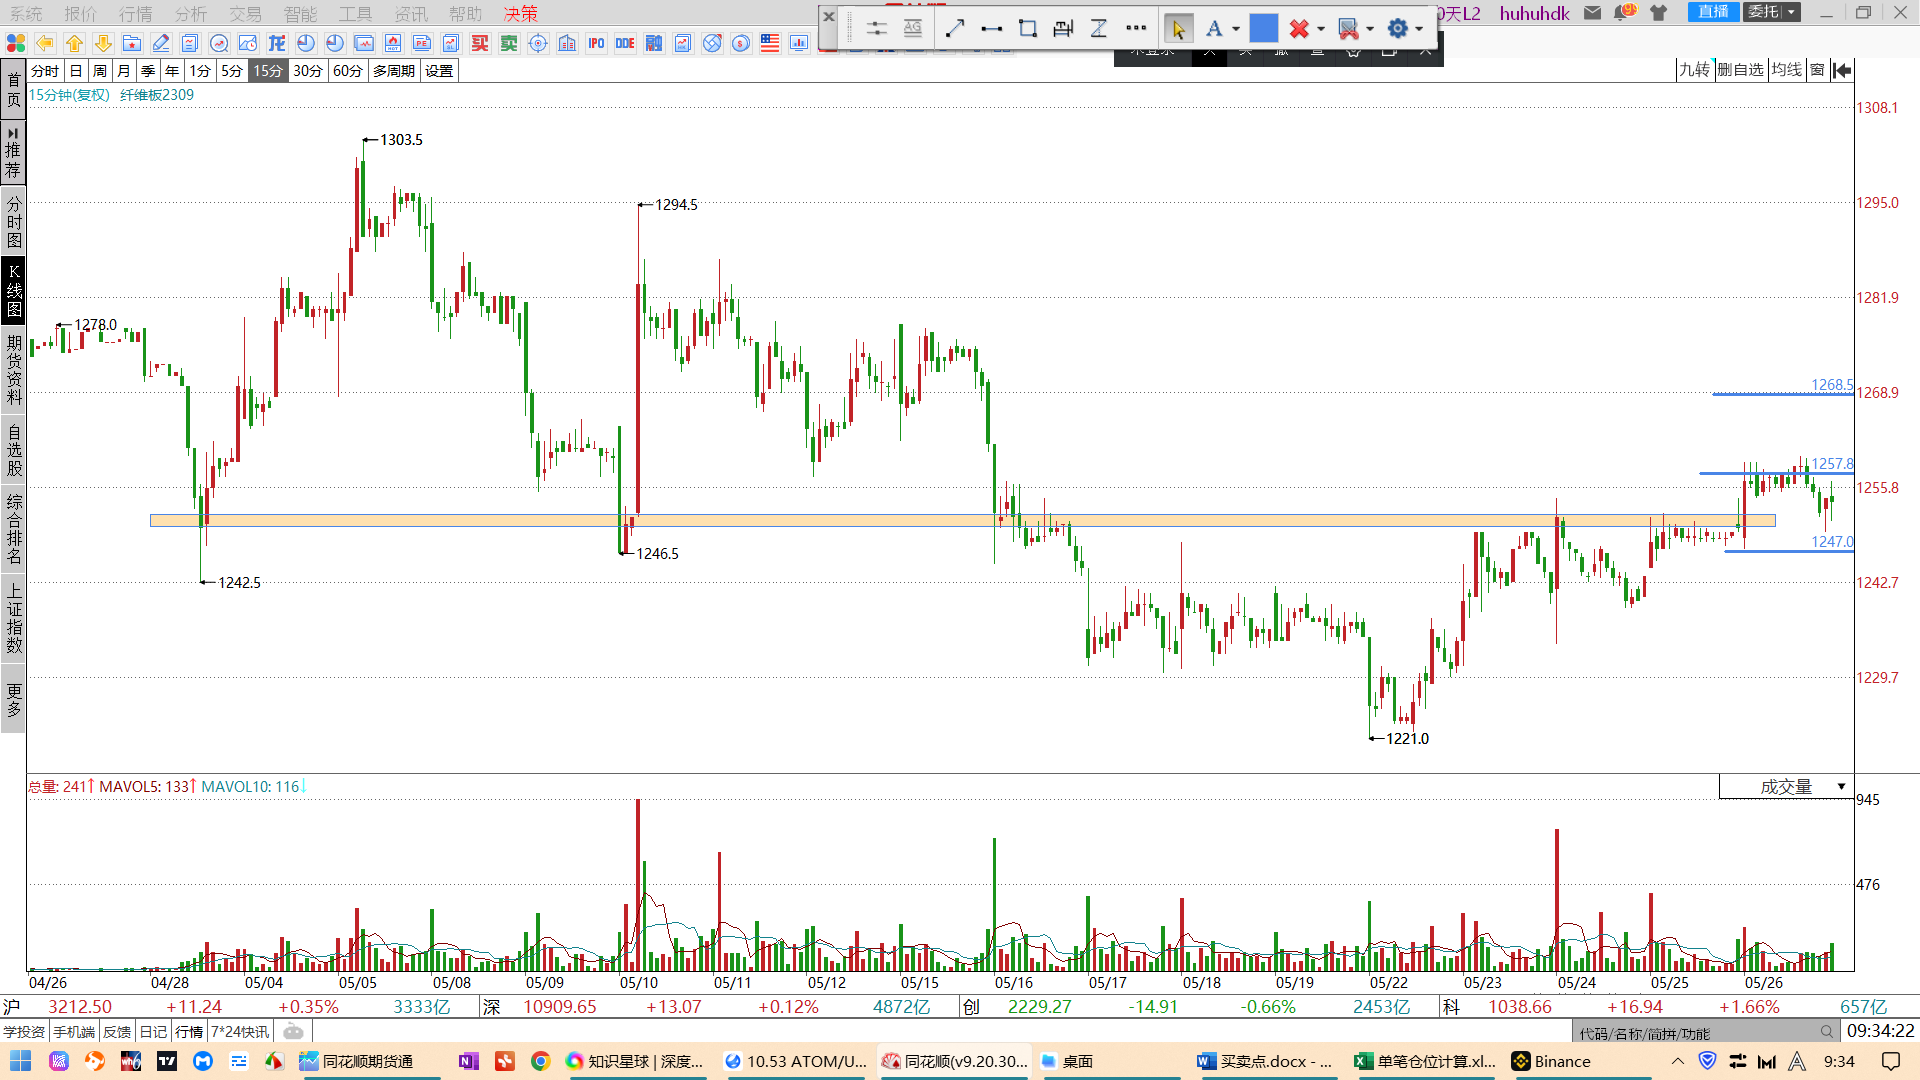 系统 报价 行情 分析 交易 智能 工具 资讯 帮助 决策
0天L2 huhuhdk 直播 委托
买 卖 IPO DDE 融
分时 日 周 月 季 年 1分 5分 15分 30分 60分 多周期 设置
九转 删自选 均线 窗
15分钟(复权) 纤维板2309
首页
推荐
分时图
K线图
期货资料
自选股
综合排名
上证指数
更多
1308.1
1303.5
1295.0
1294.5
1281.9
1278.0
1268.5
1268.9
1257.8
1255.8
1247.0
1246.5
1242.5
1242.7
1229.7
1221.0
总量: 241↑ MAVOL5: 133↑ MAVOL10: 116↓
成交量
945
476
04/26 04/28 05/04 05/05 05/08 05/09 05/10 05/11 05/12 05/15 05/16 05/17 05/18 05/19 05/22 05/23 05/24 05/25 05/26
沪 3212.50 +11.24 +0.35% 3333亿 深 10909.65 +13.07 +0.12% 4872亿 创 2229.27 -14.91 -0.66% 2453亿 科 1038.66 +16.94 +1.66% 657亿
学投资 手机端 反馈 日记 行情 7*24快讯 代码/名称/简拼/功能 09:34:22
同花顺期货通 知识星球 | 深度... 10.53 ATOM/U... 同花顺(v9.20.30... 桌面 买卖点.docx - ... 单笔仓位计算.xl... Binance 9:34